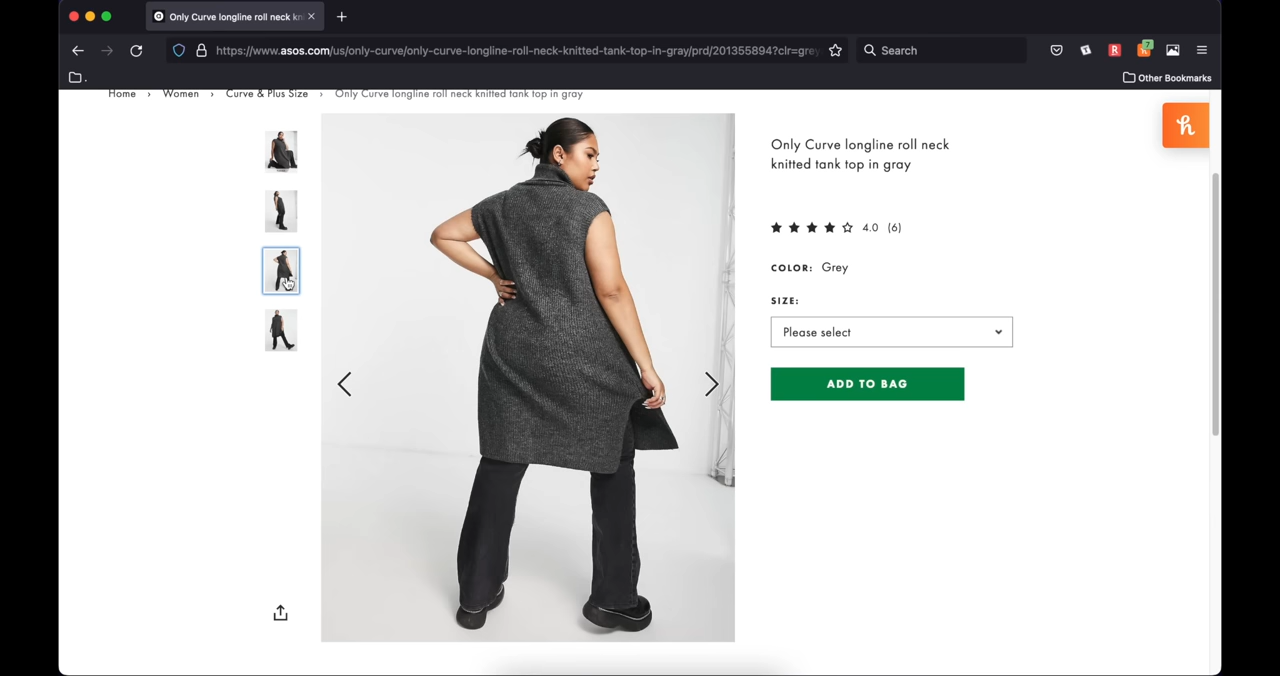 Only Curve longline roll neck kni
https://www.asos.com/us/only-curve/only-curve-longline-roll-neck-knitted-tank-top-in-gray/prd/201355894?clr=grey
Search
R
7
.
Other Bookmarks
Home › Women › Curve & Plus Size › Only Curve longline roll neck knitted tank top in gray
h
Only Curve longline roll neck
knitted tank top in gray
4.0 (6)
COLOR: Grey
SIZE:
Please select
ADD TO BAG